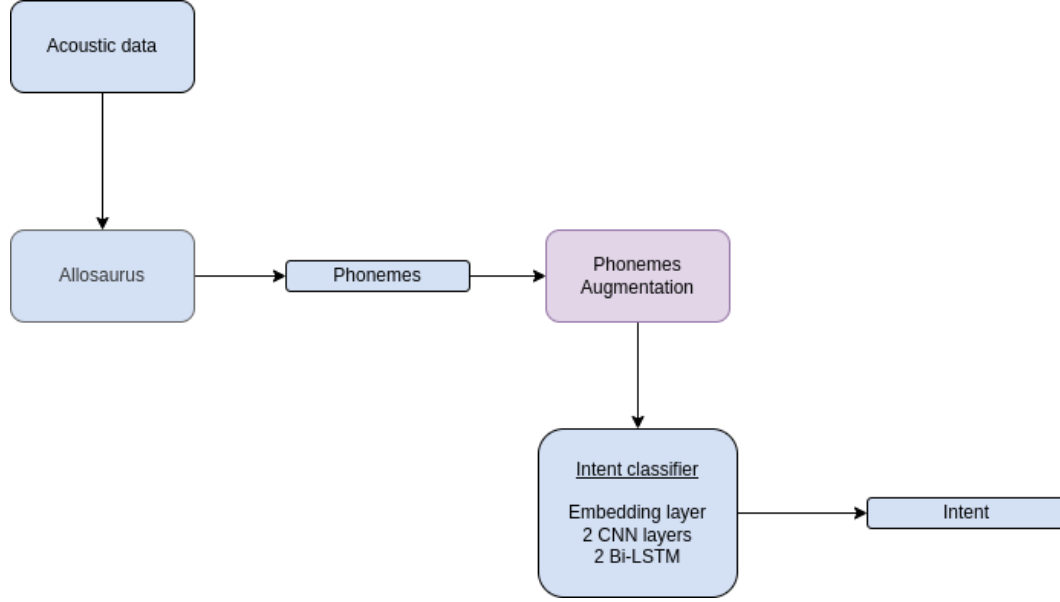 Acoustic data
Allosaurus
Phonemes
Phonemes
Augmentation
Intent classifier
Embedding layer
2 CNN layers
2 Bi-LSTM
Intent